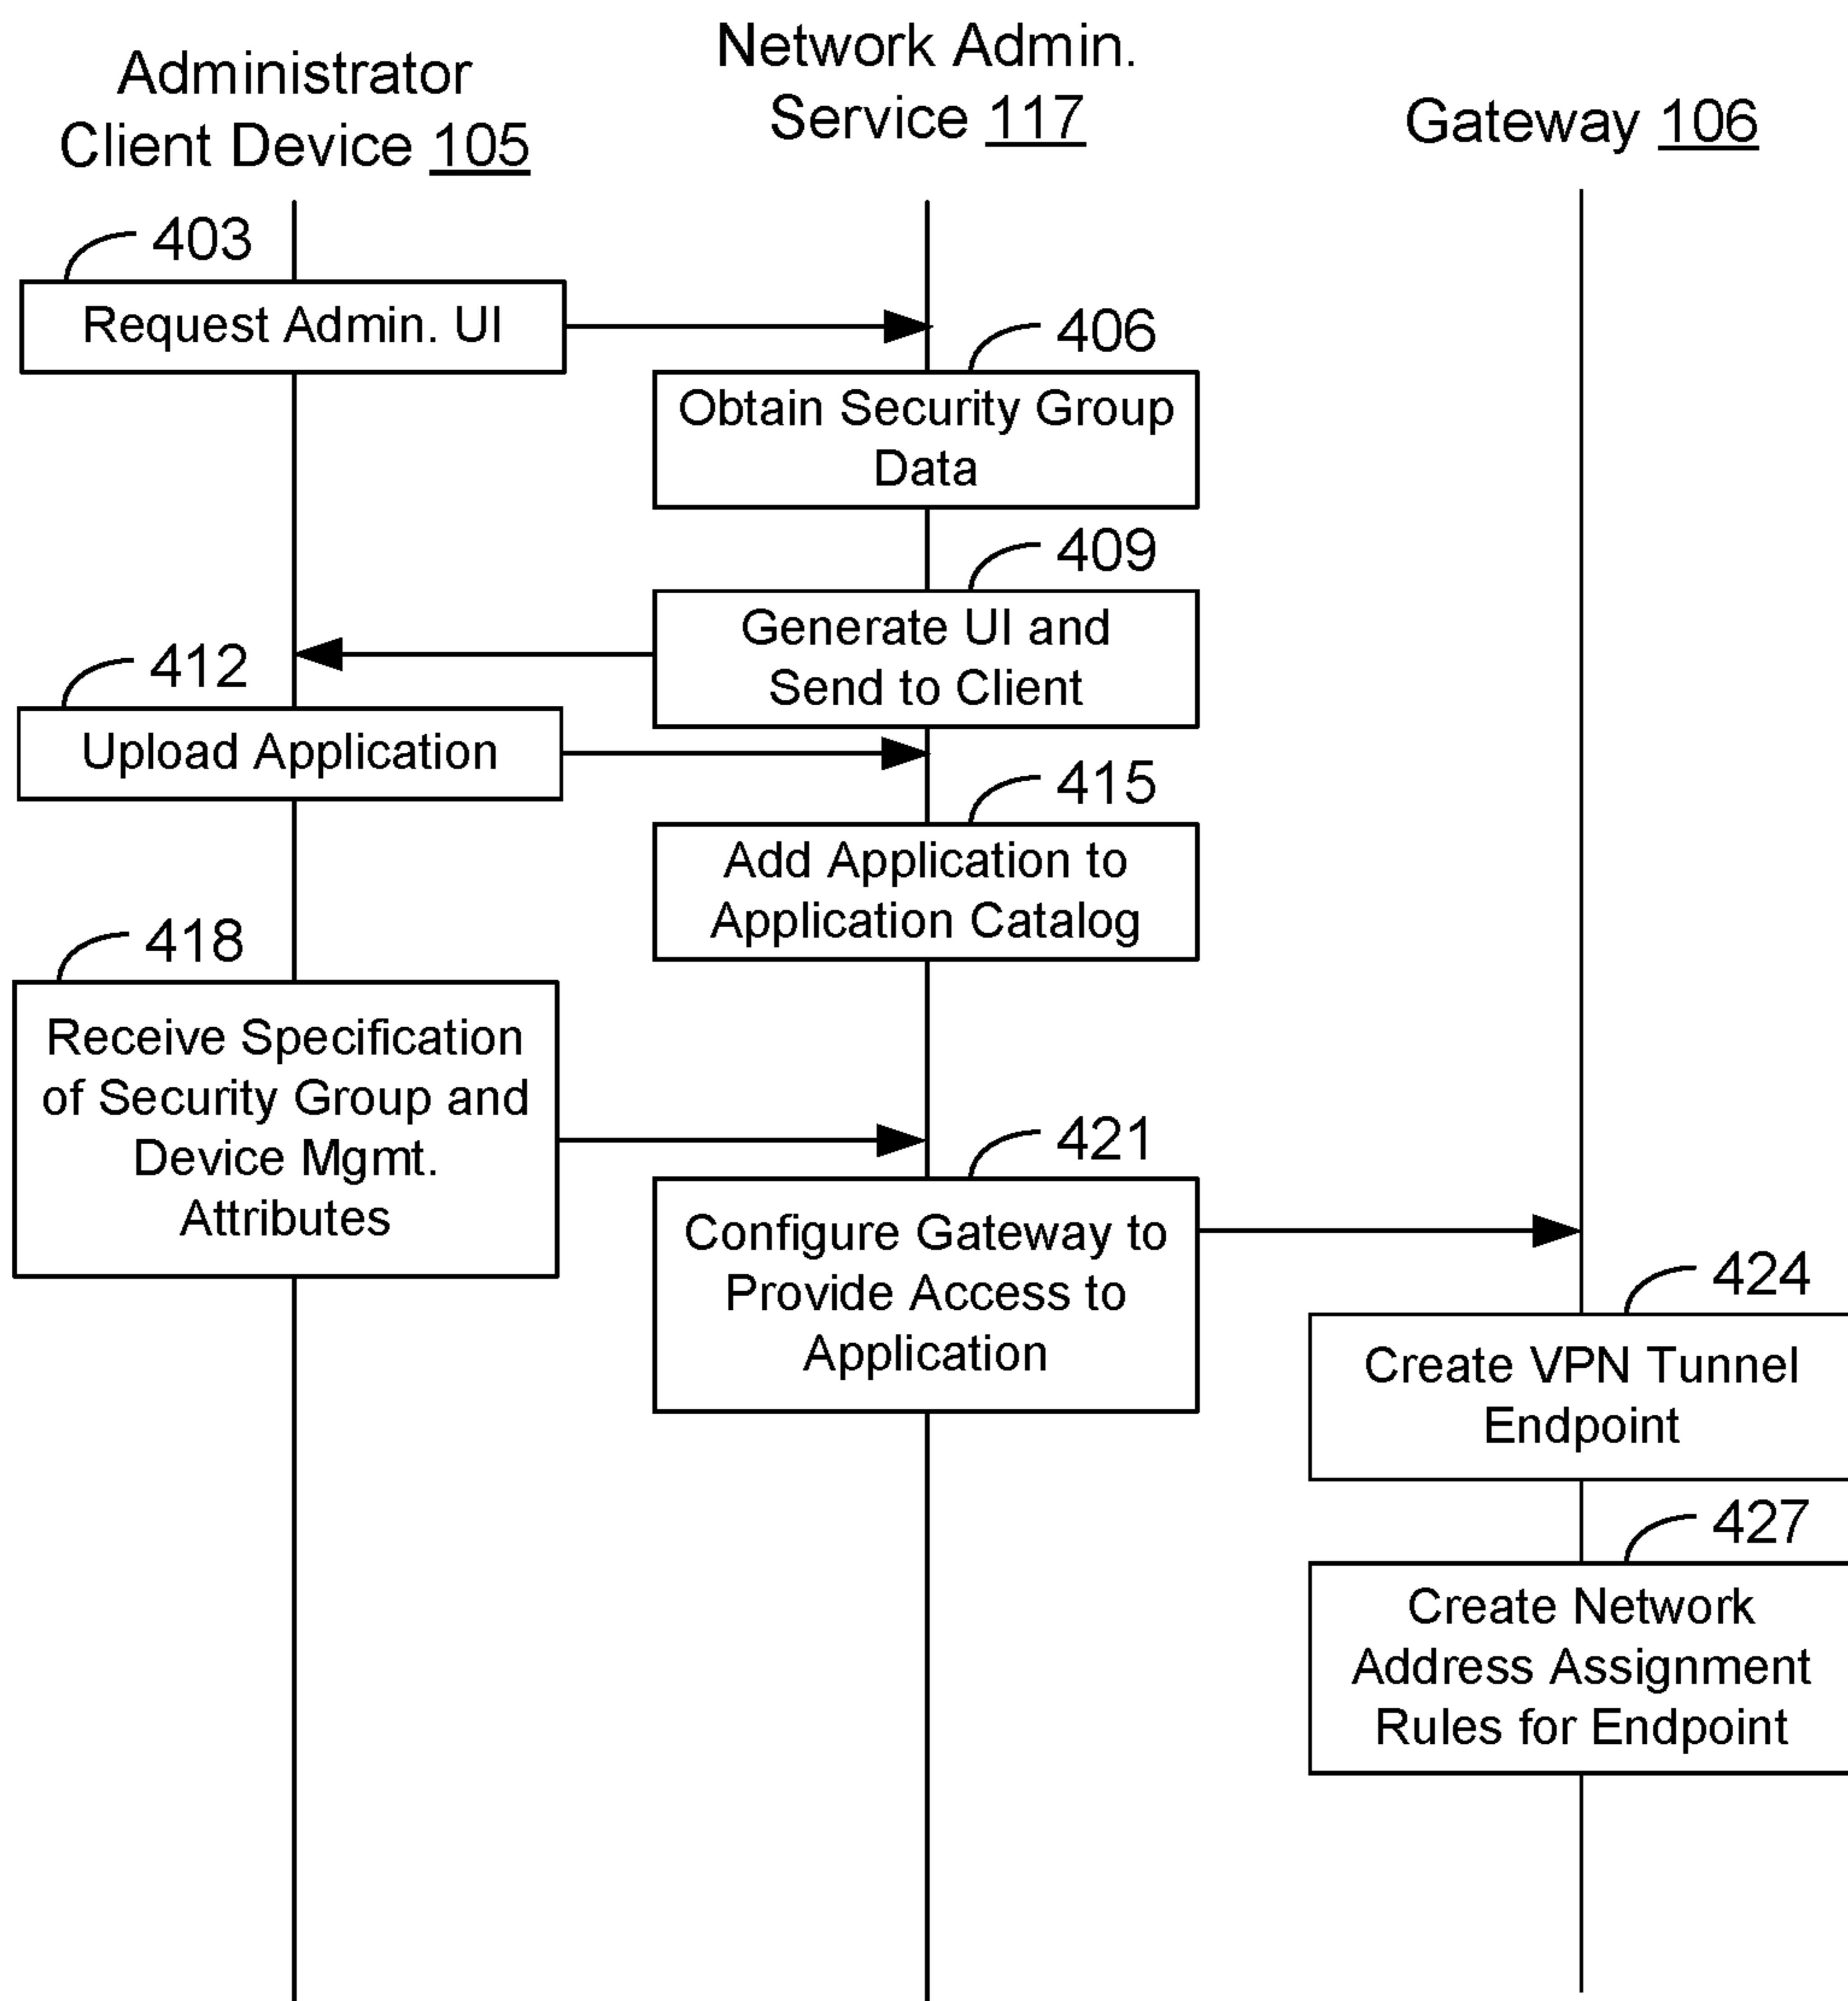 Administrator
Client Device 105
Network Admin.
Service 117
Gateway 106
403
Request Admin. UI
406
Obtain Security Group
Data
409
Generate UI and
Send to Client
412
Upload Application
415
Add Application to
Application Catalog
418
Receive Specification
of Security Group and
Device Mgmt.
Attributes
421
Configure Gateway to
Provide Access to
Application
424
Create VPN Tunnel
Endpoint
427
Create Network
Address Assignment
Rules for Endpoint